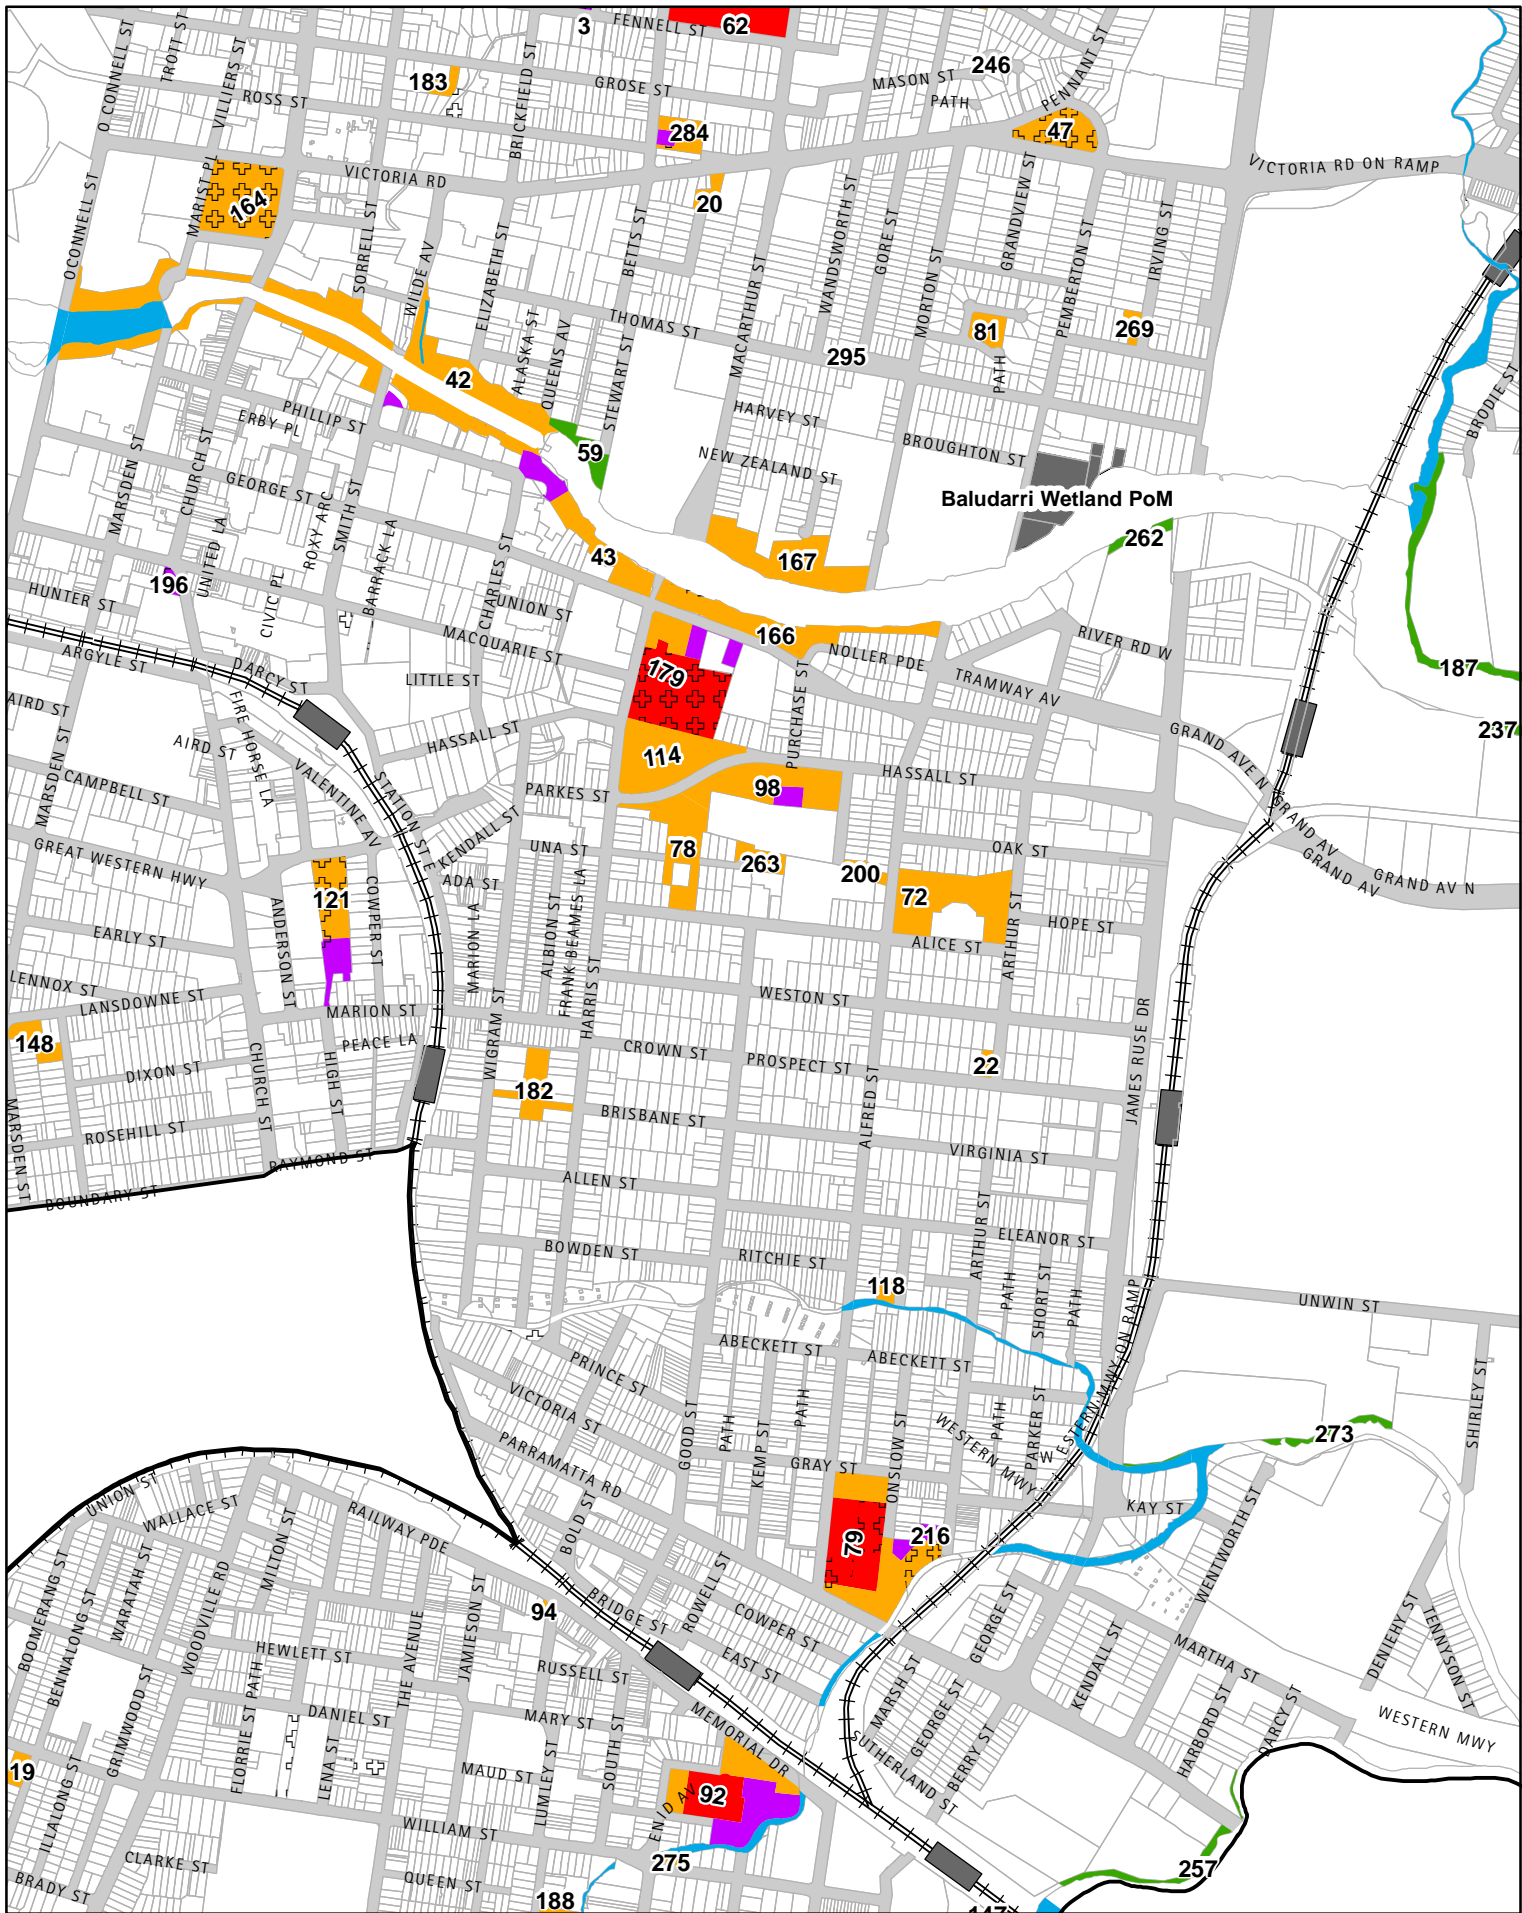 3
FENNELL ST
62
O CONNELL ST
TROTT ST
VILLIERS ST
183
BRICKFIELD ST
GROSE ST
MASON ST
246
PENNANT ST
PATH
ROSS ST
284
47
VICTORIA RD ON RAMP
VICTORIA RD
MARIST PL
164
20
OCONNELL ST
SORRELL ST
WILDE AV
ELIZABETH ST
BETTS ST
MACARTHUR ST
WANDSWORTH ST
GORE ST
MORTON ST
GRANDVIEW ST
PEMBERTON ST
IRVING ST
THOMAS ST
295
81
269
PATH
ALASKA ST
QUEENS AV
STEWART ST
42
59
PHILLIP ST
ERBY PL
HARVEY ST
NEW ZEALAND ST
BROUGHTON ST
BRODIE ST
Baludarri Wetland PoM
262
MARSDEN ST
CHURCH ST
GEORGE ST
UNITED LA
ROXY ARC
SMITH ST
BARRACK LA
CIVIC PL
CHARLES ST
43
167
196
HUNTER ST
UNION ST
MACQUARIE ST
166
NOLLER PDE
RIVER RD W
TRAMWAY AV
187
ARGYLE ST
DARCY ST
LITTLE ST
179
PURCHASE ST
237
AIRD ST
AIRD ST
FIRE HORSE LA
HASSALL ST
114
GRAND AVE N
GRAND AV
MARSDEN ST
CAMPBELL ST
VALENTINE AV
STATION ST E
PARKES ST
98
HASSALL ST
KENDALL ST
GREAT WESTERN HWY
UNA ST
78
263
200
OAK ST
GRAND AV
GRAND AV N
ADA ST
121
COWPER ST
ANDERSON ST
72
HOPE ST
ALICE ST
ARTHUR ST
EARLY ST
MARION LA
ALBION ST
FRANK BEAMES LA
HARRIS ST
LENNOX ST
LANSDOWNE ST
MARION ST
WESTON ST
JAMES RUSE DR
148
PEACE LA
DIXON ST
CHURCH ST
HIGH ST
WIGRAM ST
CROWN ST
PROSPECT ST
22
182
BRISBANE ST
ALFRED ST
MARSDEN ST
ROSEHILL ST
RAYMOND ST
BOUNDARY ST
VIRGINIA ST
ALLEN ST
ARTHUR ST
ELEANOR ST
BOWDEN ST
RITCHIE ST
118
PATH
SHORT ST
PATH
UNWIN ST
ABECKETT ST
ABECKETT ST
PRINCE ST
VICTORIA ST
PARRAMATTA RD
GOOD ST
PATH
KEMP ST
PATH
GRAY ST
ONSLOW ST
WESTERN MWY
PATH
PARKER ST
W
WESTERN MWY ON RAMP
273
SHIRLEY ST
KAY ST
UNION ST
WALLACE ST
MILTON ST
RAILWAY PDE
BOLD ST
79
216
WENTWORTH ST
BOOMERANG ST
BENNALONG ST
WARATAH ST
WOODVILLE RD
94
BRIDGE ST
ROWELL ST
COWPER ST
EAST ST
GEORGE ST
KENDALL ST
MARTHA ST
DENIEHY ST
TENNYSON ST
HEWLETT ST
THE AVENUE
JAMIESON ST
RUSSELL ST
GRIMWOOD ST
FLORRIE ST
PATH
DANIEL ST
MARY ST
MEMORIAL DR
MARSH ST
GEORGE ST
BERRY ST
SUTHERLAND ST
HARBORD ST
DARCY ST
WESTERN MWY
19
ILLALONG ST
LENA ST
MAUD ST
LUMLEY ST
SOUTH ST
ENID AV
92
WILLIAM ST
275
257
CLARKE ST
BRADY ST
QUEEN ST
188
147